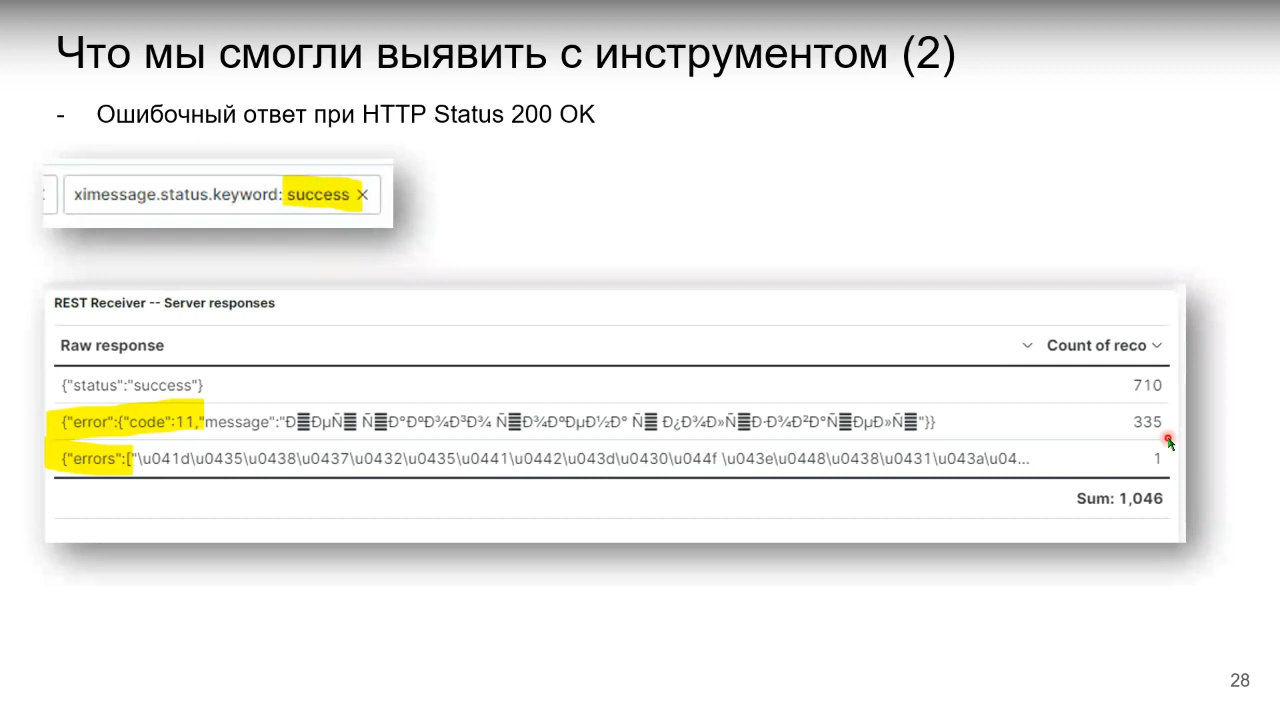 Что мы смогли выявить с инструментом (2)
- Ошибочный ответ при HTTP Status 200 OK
ximessage.status.keyword: success ×
REST Receiver -- Server responses
Raw response Count of reco
{"status":"success"} 710
{"error":{"code":11,"message":" 335
{"errors":["\u041d\u0435\u0438\u0437\u0432\u0435\u0441\u0442\u043d\u0430\u044f \u043e\u0448\u0438\u0431\u043a\u0430\u04... 1
Sum: 1,046
28